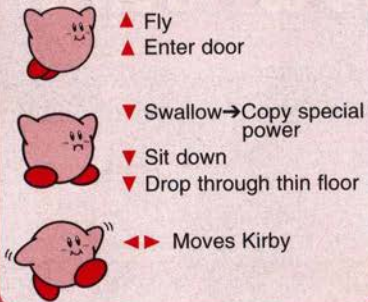 ▲ Fly
▲ Enter door
▼ Swallow→Copy special
power
▼ Sit down
▼ Drop through thin floor
◄► Moves Kirby